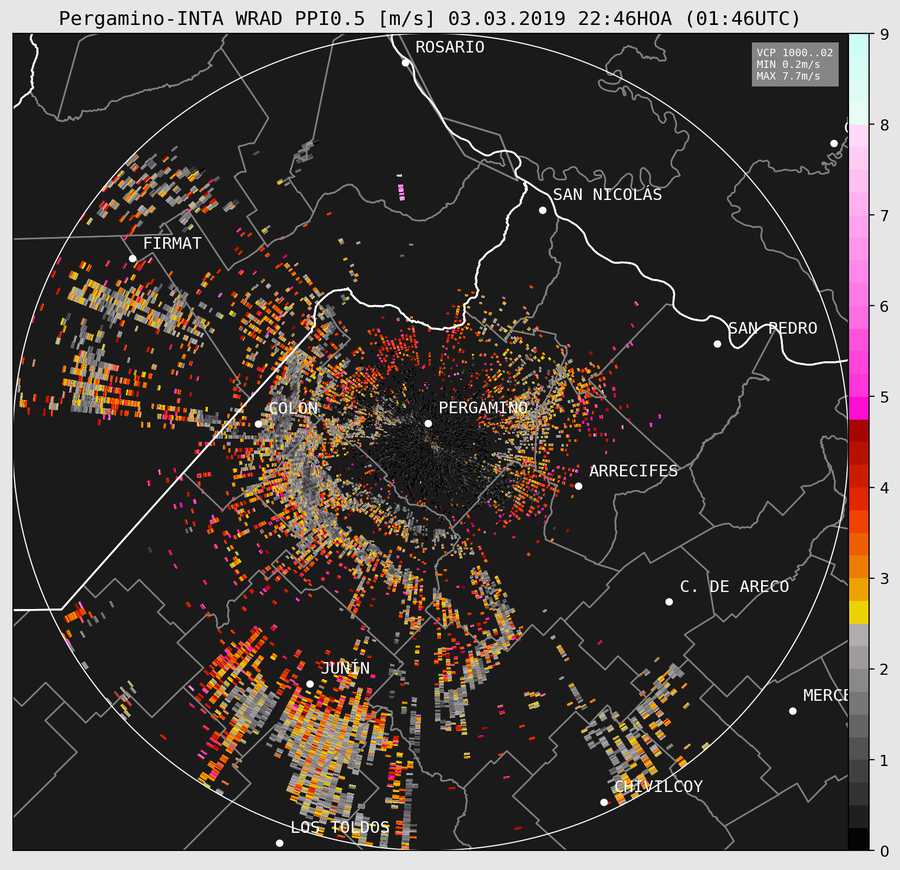 Pergamino-INTA WRAD PPI0.5 [m/s] 03.03.2019 22:46HOA (01:46UTC)
VCP 1000..02
MIN 0.2m/s
MAX 7.7m/s
ROSARIO
SAN NICOLÁS
FIRMAT
SAN PEDRO
COLÓN
PERGAMINO
ARRECIFES
C. DE ARECO
JUNÍN
MERCE
CHIVILCOY
LOS TOLDOS
9
8
7
6
5
4
3
2
1
0